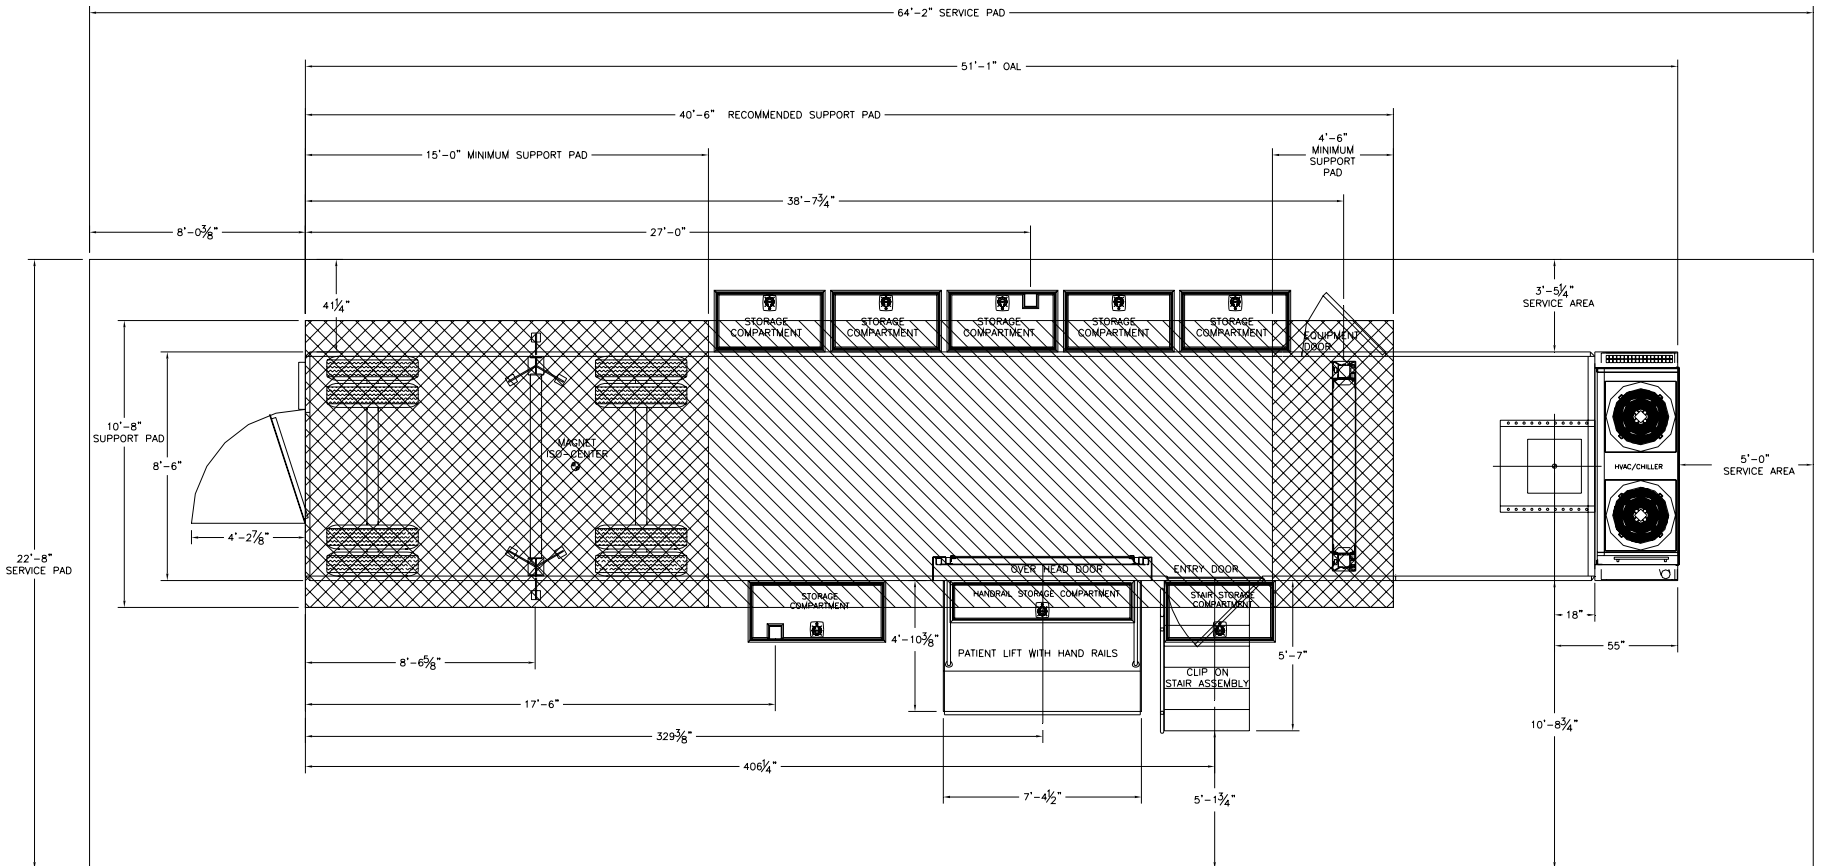 64'-2" SERVICE PAD
51'-1" OAL
40'-6" RECOMMENDED SUPPORT PAD
15'-0" MINIMUM SUPPORT PAD
4'-6"
MINIMUM
SUPPORT
PAD
38'-7¾"
8'-0⅜"
27'-0"
41¼"
3'-5¼"
SERVICE AREA
STORAGE
COMPARTMENT
STORAGE
COMPARTMENT
STORAGE
COMPARTMENT
STORAGE
COMPARTMENT
STORAGE
COMPARTMENT
EQUIPMENT
DOOR
10'-8"
SUPPORT PAD
8'-6"
MAGNET
ISO-CENTER
HVAC/CHILLER
5'-0"
SERVICE AREA
4'-2⅞"
22'-8"
SERVICE PAD
OVER HEAD DOOR
ENTRY DOOR
STORAGE
COMPARTMENT
HANDRAIL STORAGE COMPARTMENT
STAIR STORAGE
COMPARTMENT
18"
4'-10⅜"
PATIENT LIFT WITH HAND RAILS
5'-7"
55"
8'-6⅝"
CLIP ON
STAIR ASSEMBLY
17'-6"
10'-8¾"
329⅜"
406¼"
7'-4½"
5'-1¾"